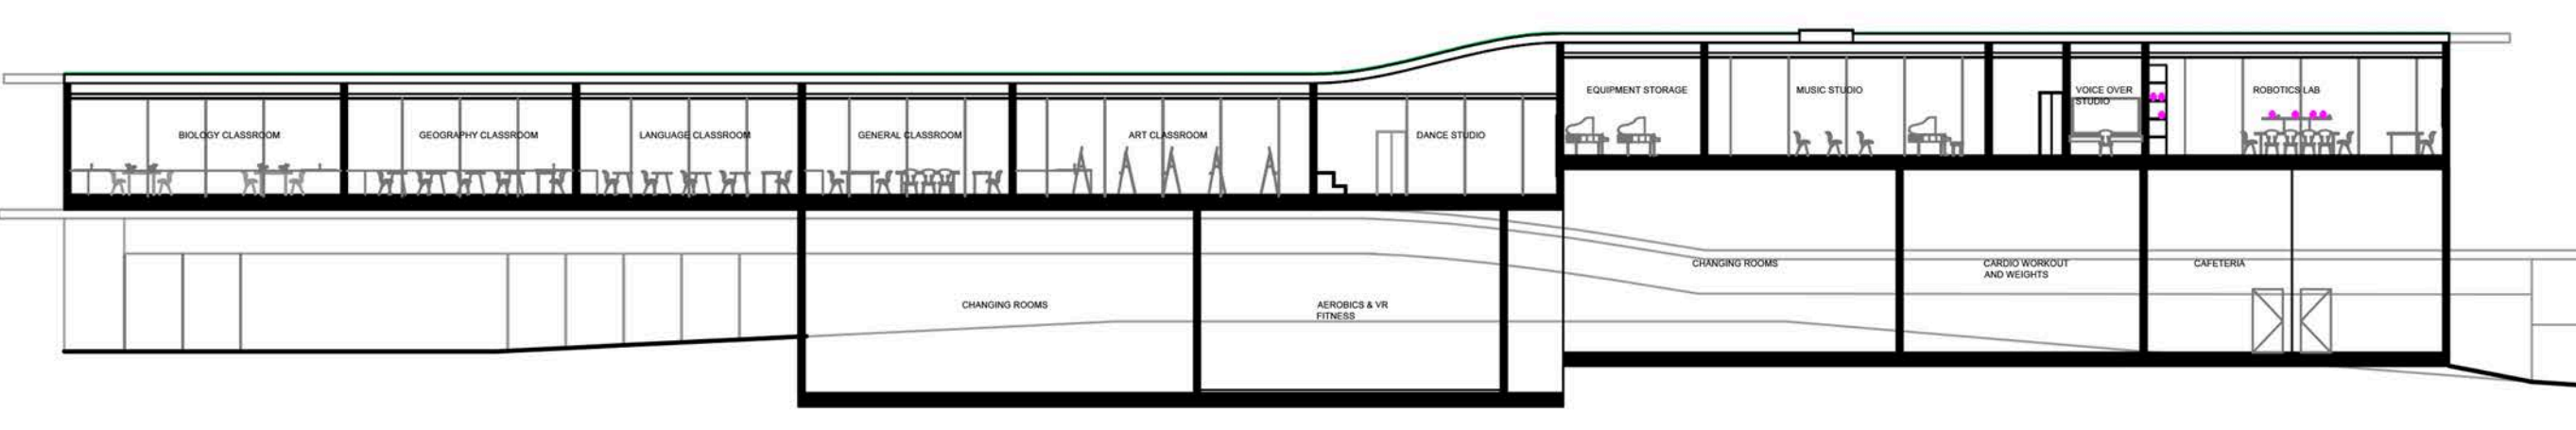 EQUIPMENT STORAGE
MUSIC STUDIO
VOICE OVER
STUDIO
ROBOTICS LAB
BIOLOGY CLASSROOM
GEOGRAPHY CLASSROOM
LANGUAGE CLASSROOM
GENERAL CLASSROOM
ART CLASSROOM
DANCE STUDIO
CHANGING ROOMS
CARDIO WORKOUT
AND WEIGHTS
CAFETERIA
CHANGING ROOMS
AEROBICS & VR
FITNESS